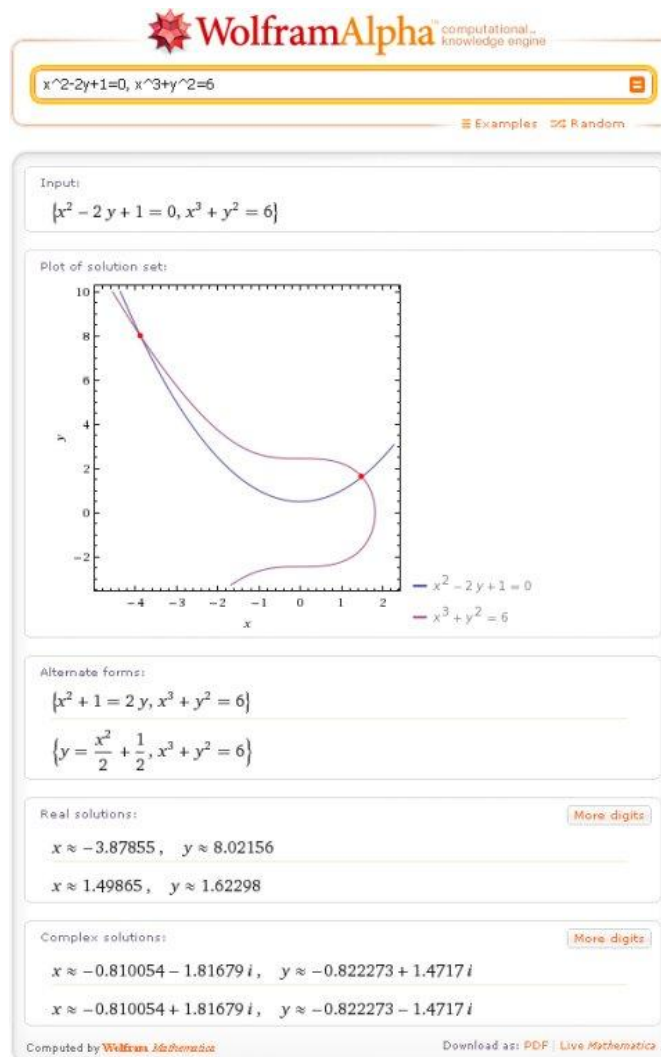 WolframAlpha™ computational... knowledge engine
x^2-2y+1=0, x^3+y^2=6
Examples Random
Input:
{x² − 2 y + 1 = 0, x³ + y² = 6}
Plot of solution set:
10
8
6
4
2
0
−2
y
−4 −3 −2 −1 0 1 2
x
x² − 2 y + 1 = 0
x³ + y² = 6
Alternate forms:
{x² + 1 = 2 y, x³ + y² = 6}
{y = x²/2 + 1/2, x³ + y² = 6}
Real solutions: More digits
x ≈ −3.87855 , y ≈ 8.02156
x ≈ 1.49865 , y ≈ 1.62298
Complex solutions: More digits
x ≈ −0.810054 − 1.81679 i , y ≈ −0.822273 + 1.4717 i
x ≈ −0.810054 + 1.81679 i , y ≈ −0.822273 − 1.4717 i
Computed by Wolfram Mathematica Download as: PDF | Live Mathematica